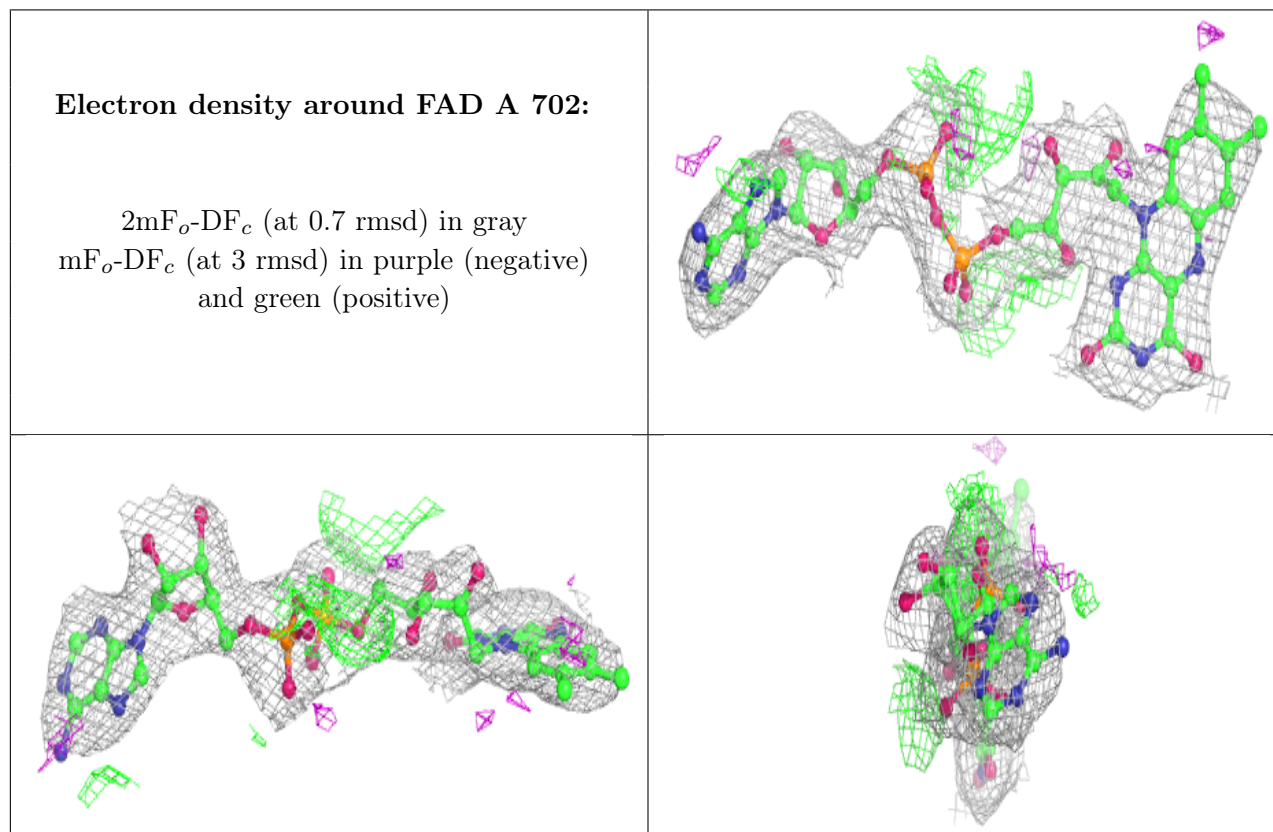 Electron density around FAD A 702:
2mFₒ-DF𝒸 (at 0.7 rmsd) in gray
mFₒ-DF𝒸 (at 3 rmsd) in purple (negative)
and green (positive)